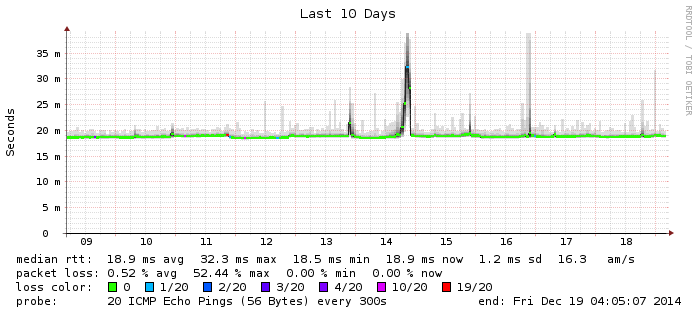 Last 10 Days
RRDTOOL / TOBI OETIKER
Seconds
35 m
30 m
25 m
20 m
15 m
10 m
5 m
0
09 10 11 12 13 14 15 16 17 18
median rtt: 18.9 ms avg 32.3 ms max 18.5 ms min 18.9 ms now 1.2 ms sd 16.3 am/s
packet loss: 0.52 % avg 52.44 % max 0.00 % min 0.00 % now
loss color: 0 1/20 2/20 3/20 4/20 10/20 19/20
probe: 20 ICMP Echo Pings (56 Bytes) every 300s end: Fri Dec 19 04:05:07 2014